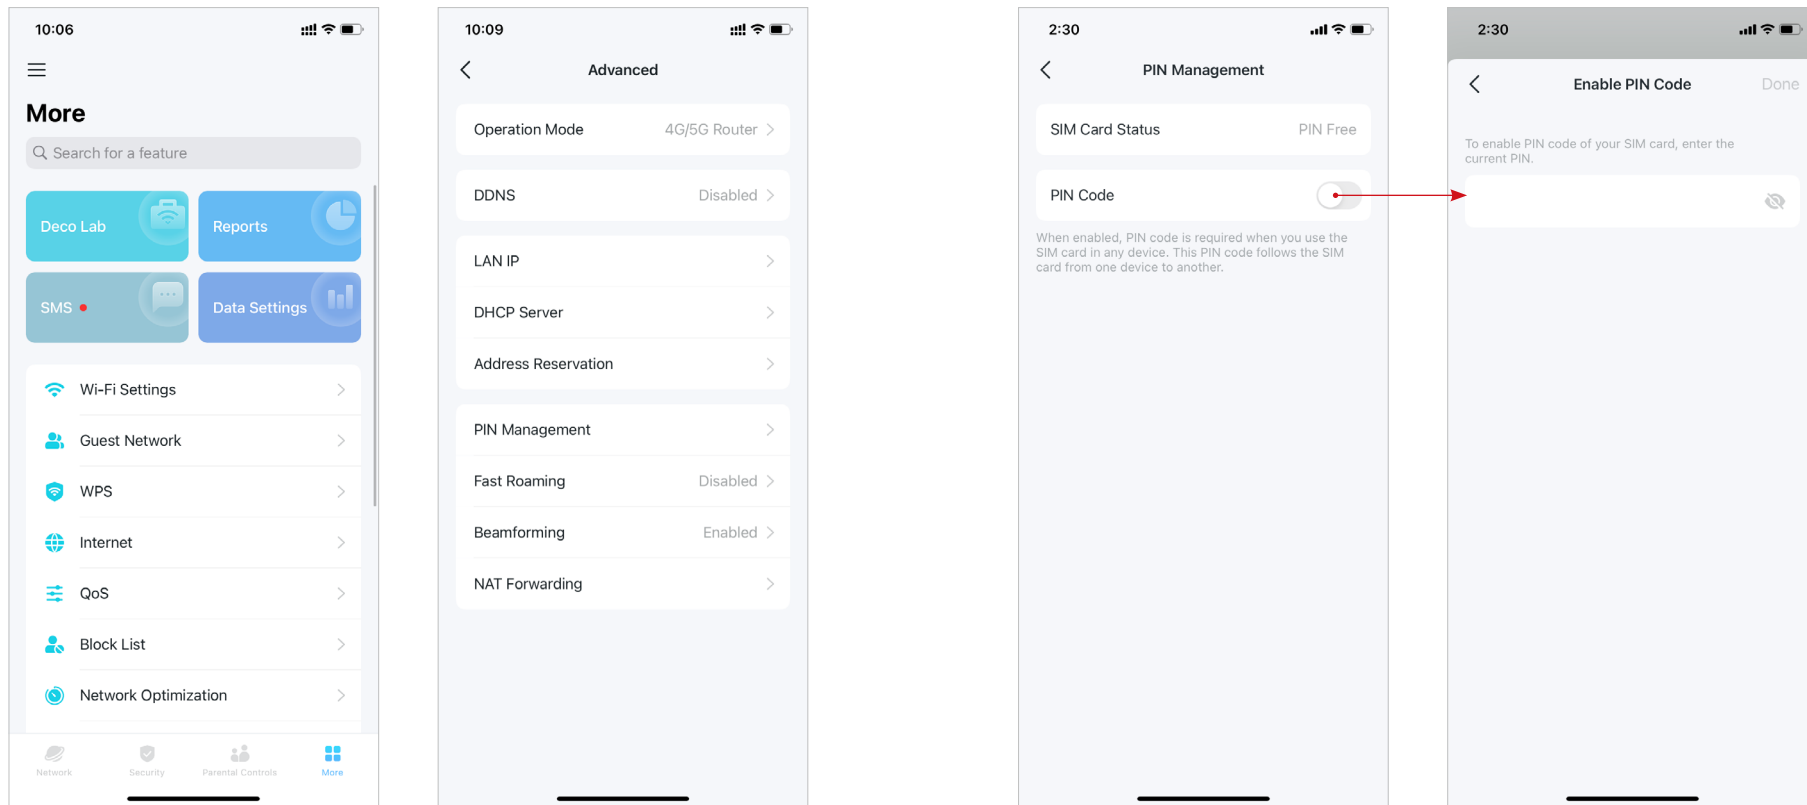 10:06
More
Search for a feature
Deco Lab
Reports
SMS
Data Settings
Wi-Fi Settings
Guest Network
WPS
Internet
QoS
Block List
Network Optimization
Network
Security
Parental Controls
More
10:09
Advanced
Operation Mode 4G/5G Router
DDNS Disabled
LAN IP
DHCP Server
Address Reservation
PIN Management
Fast Roaming Disabled
Beamforming Enabled
NAT Forwarding
2:30
PIN Management
SIM Card Status PIN Free
PIN Code
When enabled, PIN code is required when you use the
SIM card in any device. This PIN code follows the SIM
card from one device to another.
2:30
Enable PIN Code Done
To enable PIN code of your SIM card, enter the
current PIN.